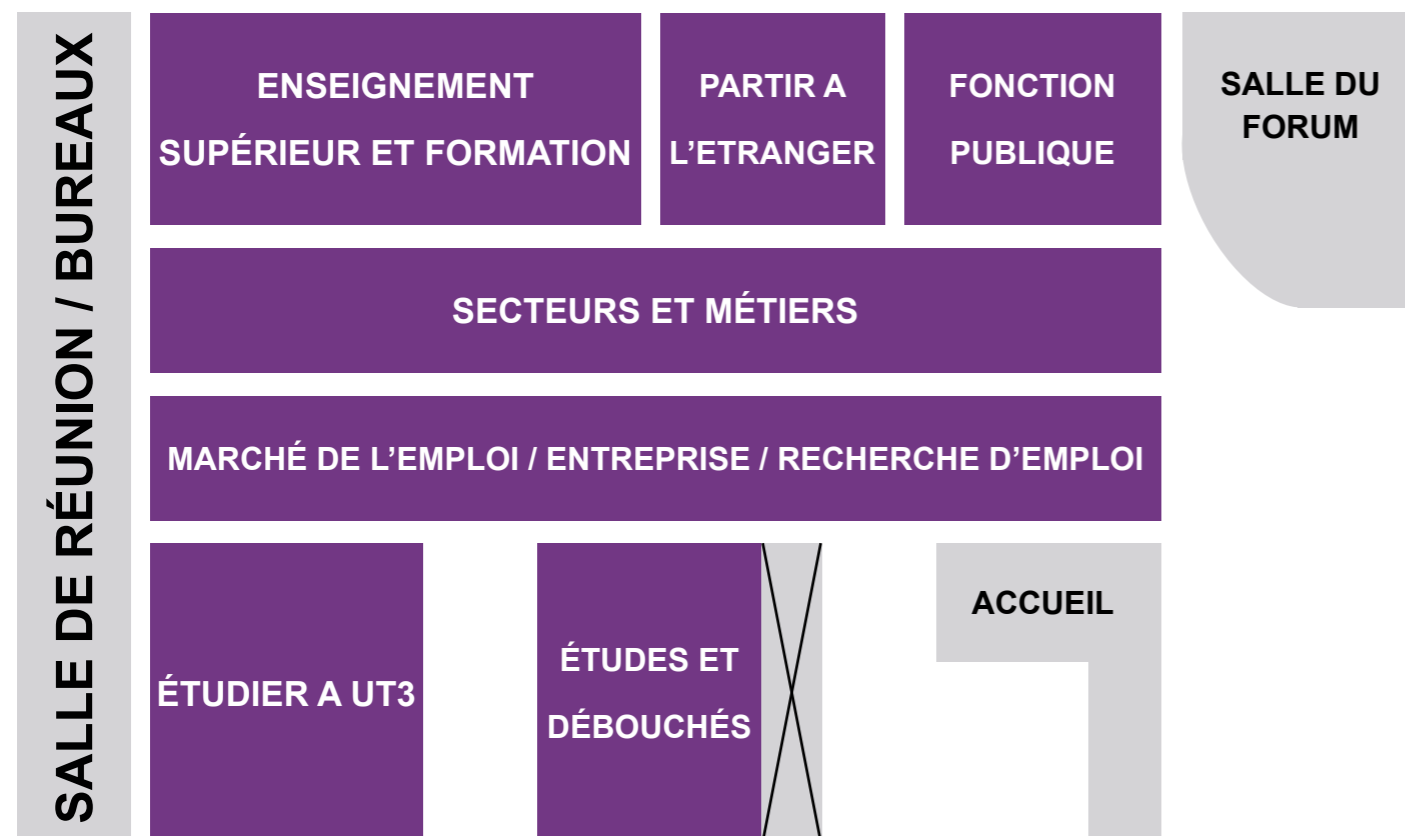 SALLE DE RÉUNION / BUREAUX
ENSEIGNEMENT
SUPÉRIEUR ET FORMATION
PARTIR A
L’ETRANGER
FONCTION
PUBLIQUE
SALLE DU
FORUM
SECTEURS ET MÉTIERS
MARCHÉ DE L’EMPLOI / ENTREPRISE / RECHERCHE D’EMPLOI
ÉTUDIER A UT3
ÉTUDES ET
DÉBOUCHÉS
ACCUEIL